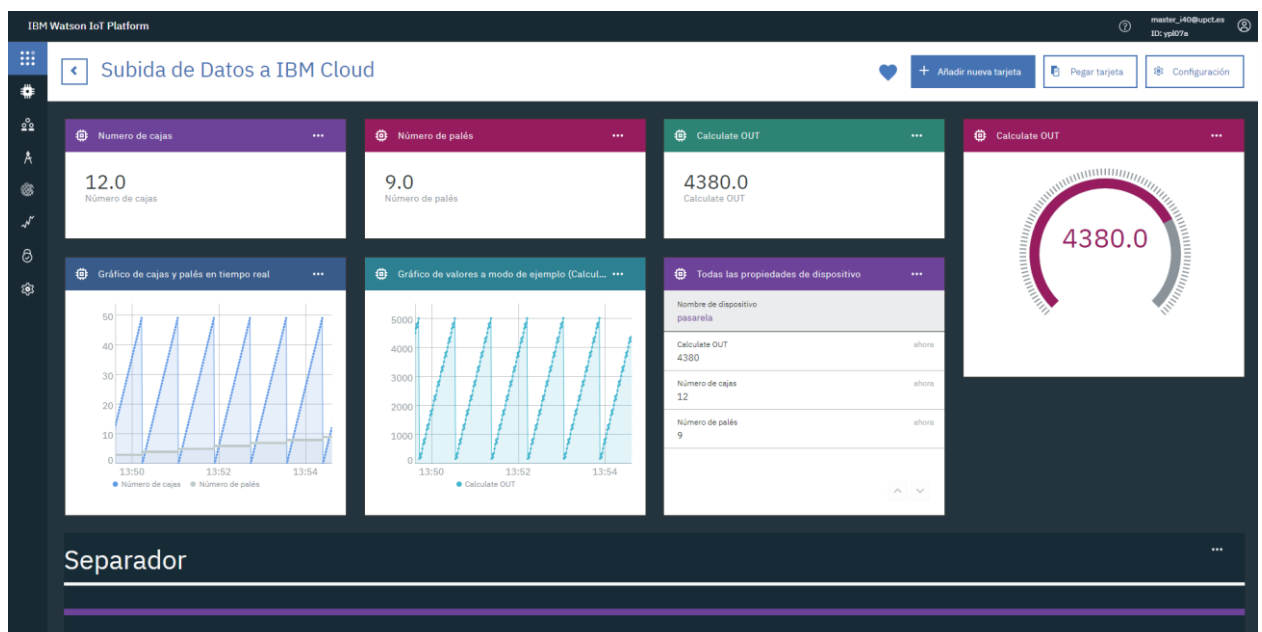 IBM Watson IoT Platform
master_i40@upct.es
ID: ypl07a
Subida de Datos a IBM Cloud
+ Añadir nueva tarjeta
Pegar tarjeta
Configuración
Numero de cajas
12.0
Número de cajas
Número de palés
9.0
Número de palés
Calculate OUT
4380.0
Calculate OUT
Calculate OUT
4380.0
Gráfico de cajas y palés en tiempo real
50
40
30
20
10
0
13:50 13:52 13:54
Número de cajas Número de palés
Gráfico de valores a modo de ejemplo (Calcul...
5000
4000
3000
2000
1000
0
13:50 13:52 13:54
Calculate OUT
Todas las propiedades de dispositivo
Nombre de dispositivo
pasarela
Calculate OUT ahora
4380
Número de cajas ahora
12
Número de palés ahora
9
Separador